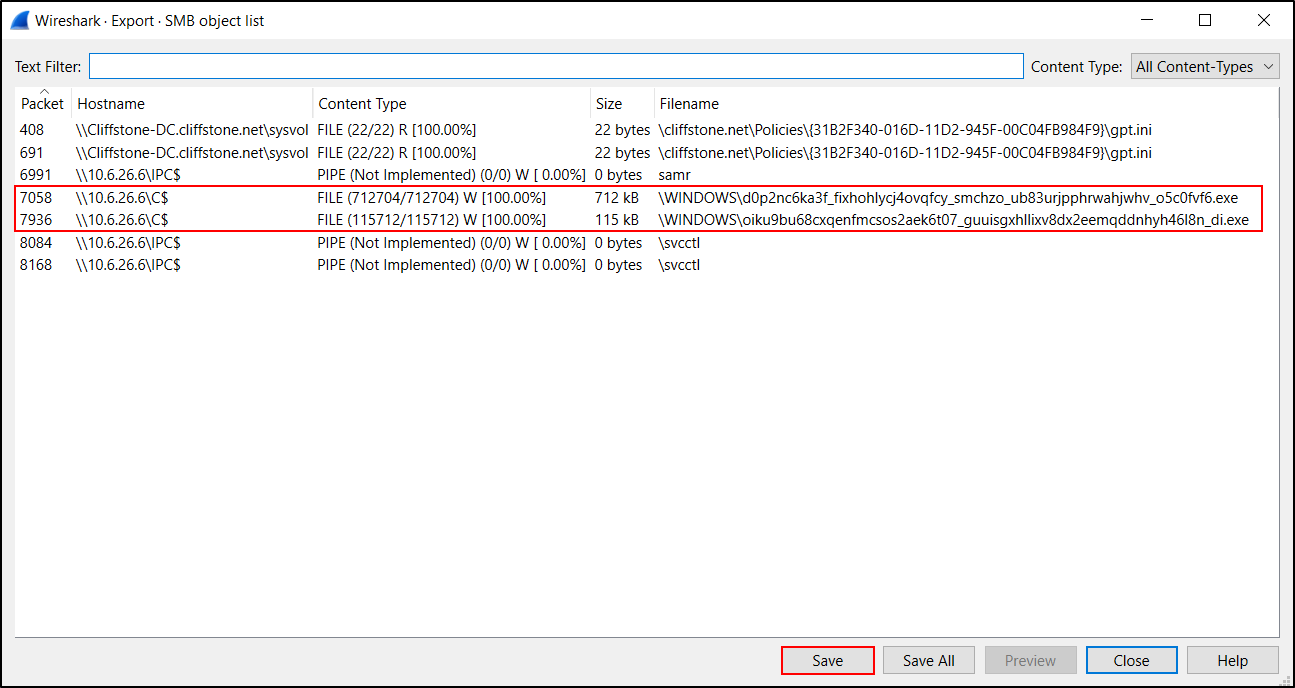 Wireshark · Export · SMB object list
Text Filter: Content Type: All Content-Types
Packet Hostname Content Type Size Filename
408 \\Cliffstone-DC.cliffstone.net\sysvol FILE (22/22) R [100.00%] 22 bytes \cliffstone.net\Policies\{31B2F340-016D-11D2-945F-00C04FB984F9}\gpt.ini
691 \\Cliffstone-DC.cliffstone.net\sysvol FILE (22/22) R [100.00%] 22 bytes \cliffstone.net\Policies\{31B2F340-016D-11D2-945F-00C04FB984F9}\gpt.ini
6991 \\10.6.26.6\IPC$ PIPE (Not Implemented) (0/0) W [ 0.00%] 0 bytes samr
7058 \\10.6.26.6\C$ FILE (712704/712704) W [100.00%] 712 kB \WINDOWS\d0p2nc6ka3f_fixhohlycj4ovqfcy_smchzo_ub83urjpphrwahjwhv_o5c0fvf6.exe
7936 \\10.6.26.6\C$ FILE (115712/115712) W [100.00%] 115 kB \WINDOWS\oiku9bu68cxqenfmcsos2aek6t07_guuisgxhllixv8dx2eemqddnhyh46l8n_di.exe
8084 \\10.6.26.6\IPC$ PIPE (Not Implemented) (0/0) W [ 0.00%] 0 bytes \svcctl
8168 \\10.6.26.6\IPC$ PIPE (Not Implemented) (0/0) W [ 0.00%] 0 bytes \svcctl
Save Save All Preview Close Help